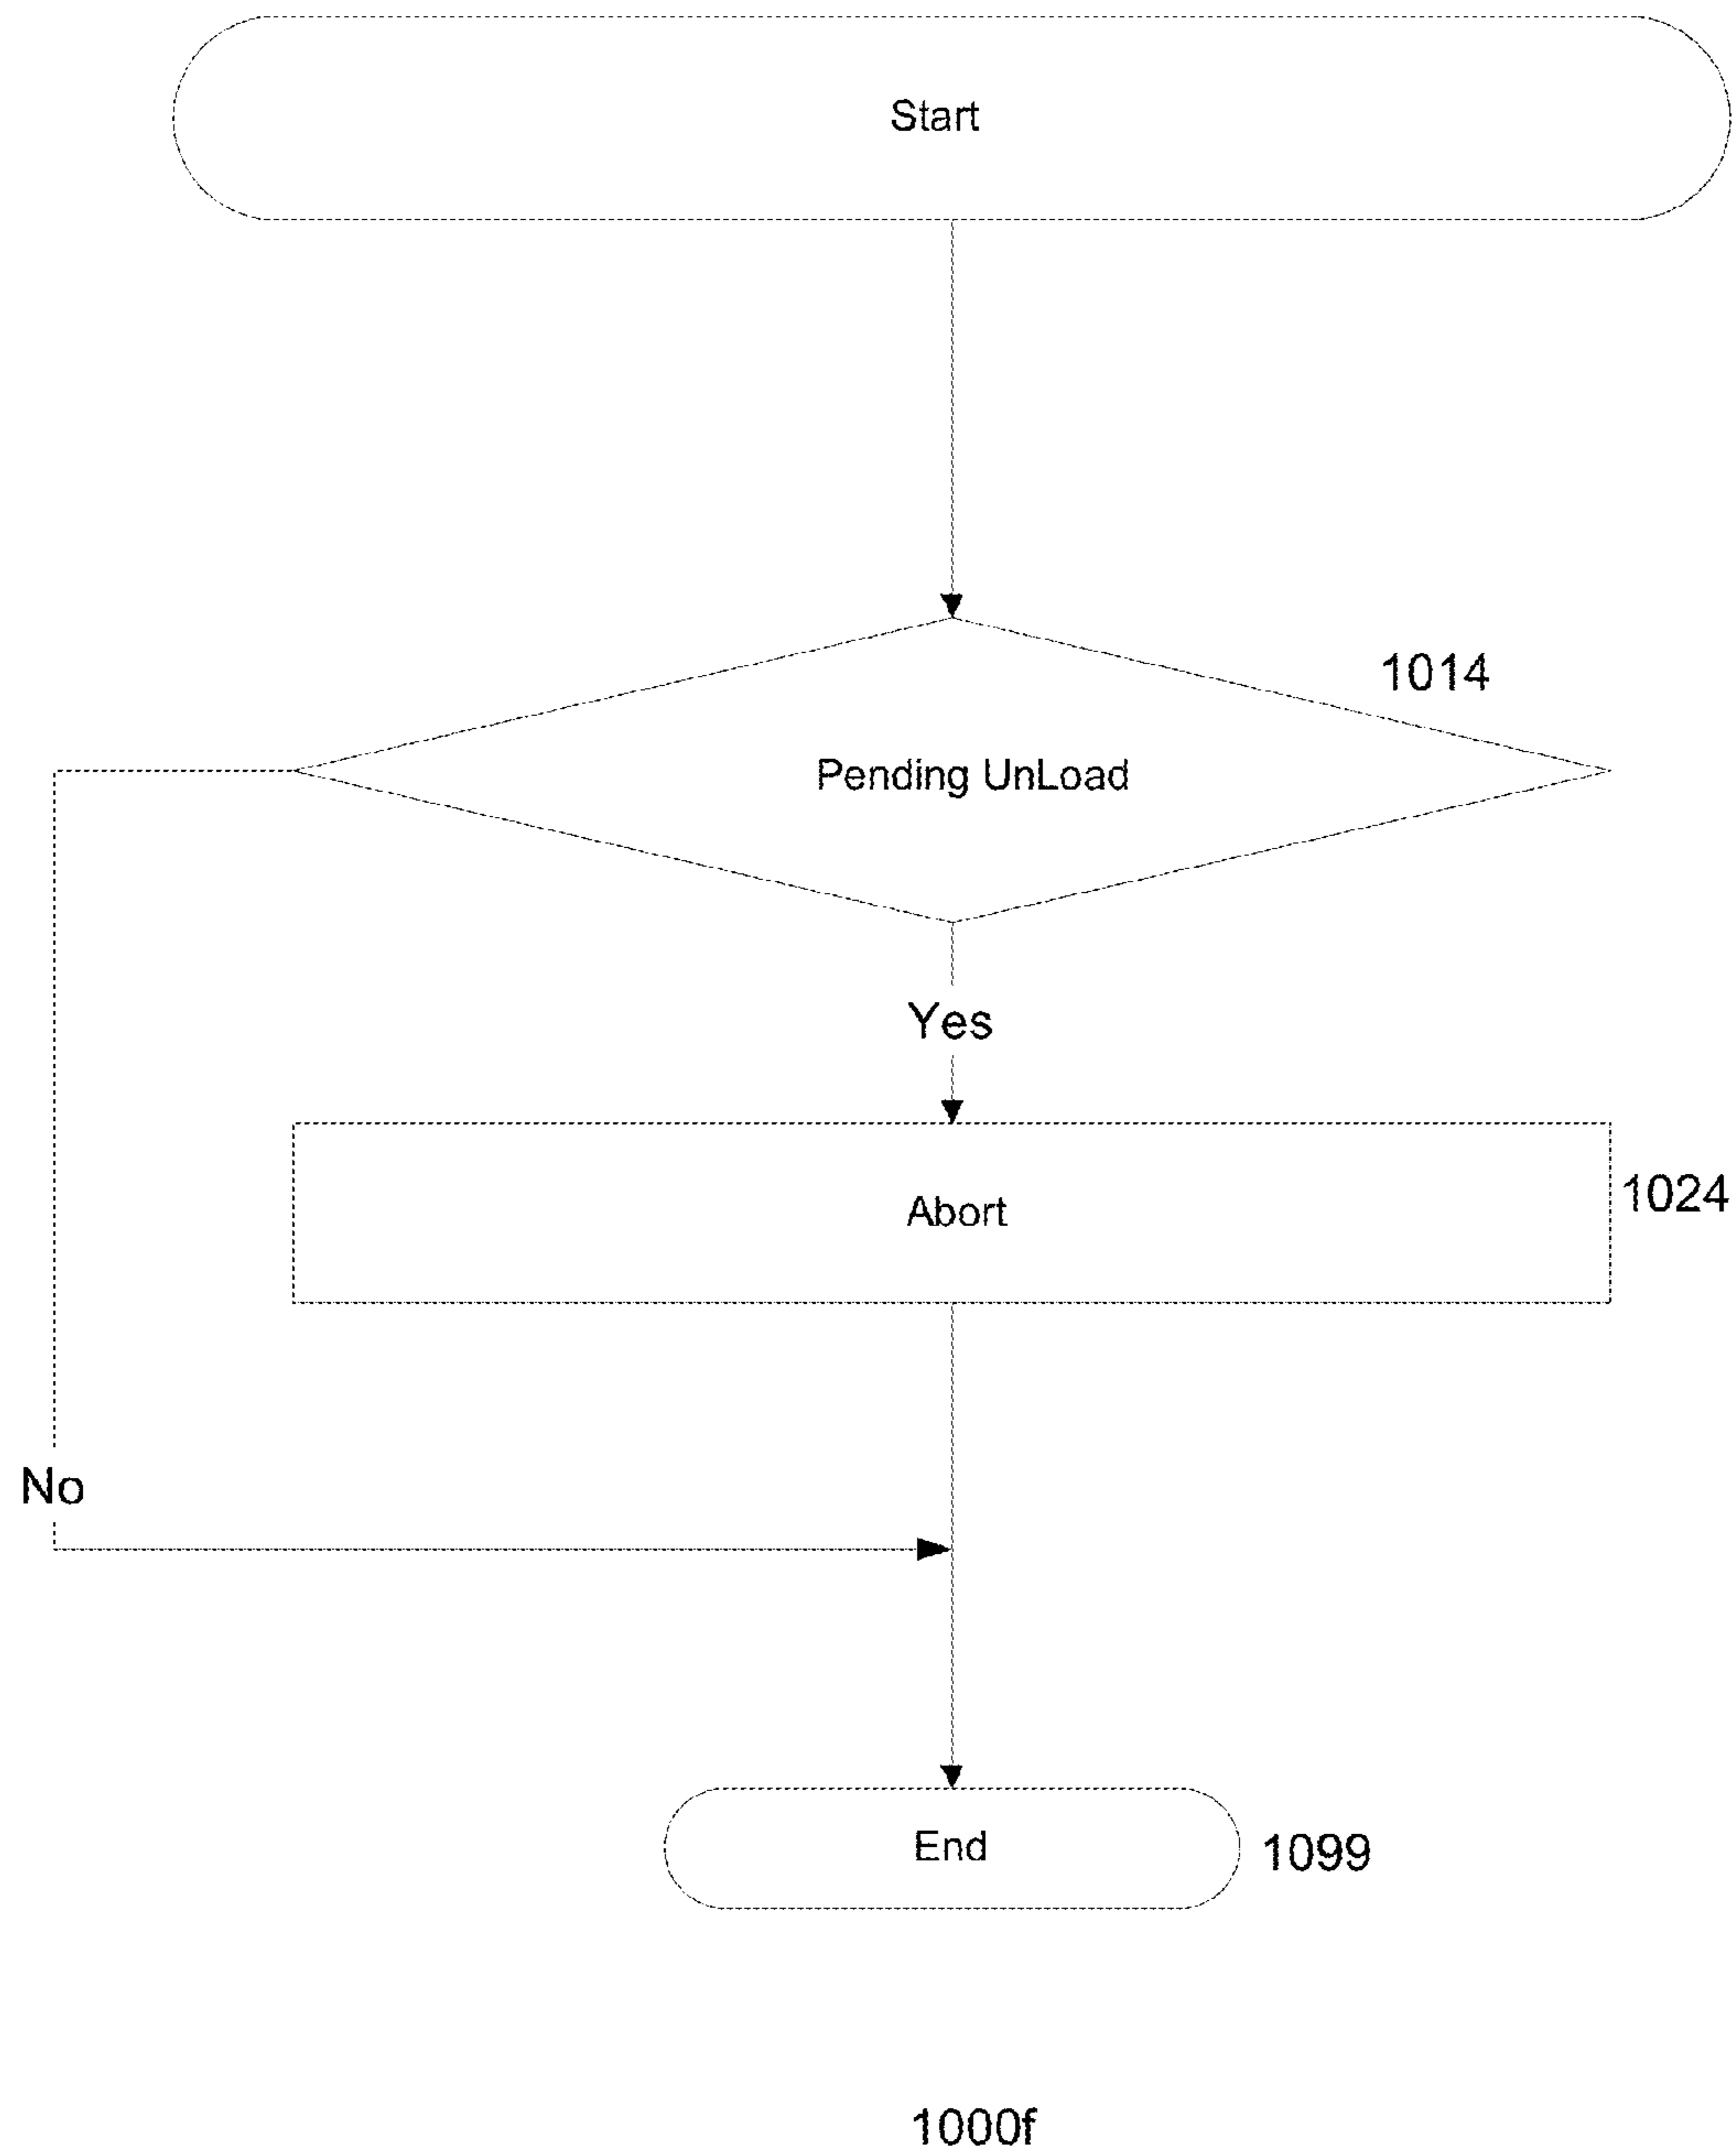 Start
1014
Pending UnLoad
Yes
1024
Abort
No
End
1099
1000f